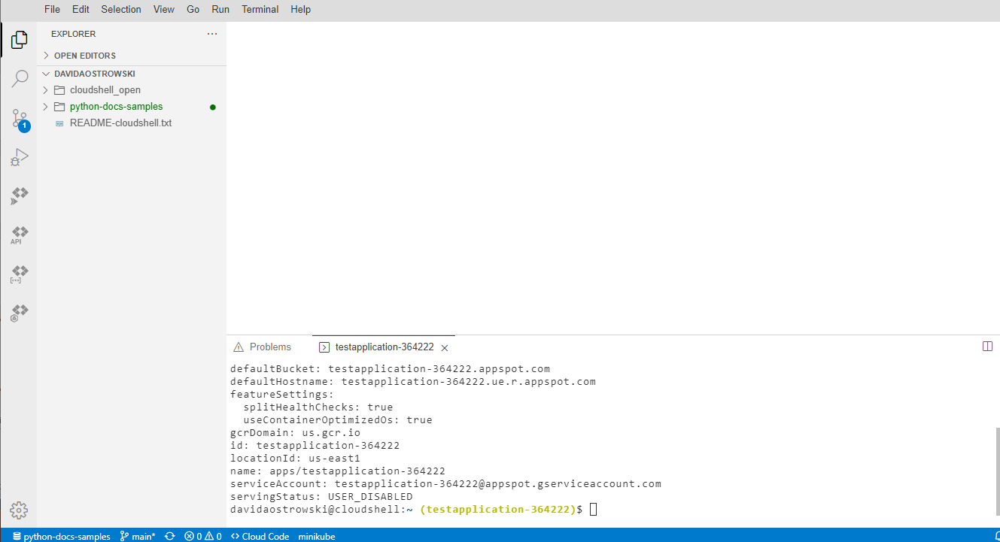 File Edit Selection View Go Run Terminal Help
EXPLORER ...
OPEN EDITORS
DAVIDAOSTROWSKI
cloudshell_open
python-docs-samples
README-cloudshell.txt
1
API
Problems testapplication-364222
defaultBucket: testapplication-364222.appspot.com
defaultHostname: testapplication-364222.ue.r.appspot.com
featureSettings:
  splitHealthChecks: true
  useContainerOptimizedOs: true
gcrDomain: us.gcr.io
id: testapplication-364222
locationId: us-east1
name: apps/testapplication-364222
serviceAccount: testapplication-364222@appspot.gserviceaccount.com
servingStatus: USER_DISABLED
davidaostrowski@cloudshell:~ (testapplication-364222)$
python-docs-samples main* 0 0 <> Cloud Code minikube